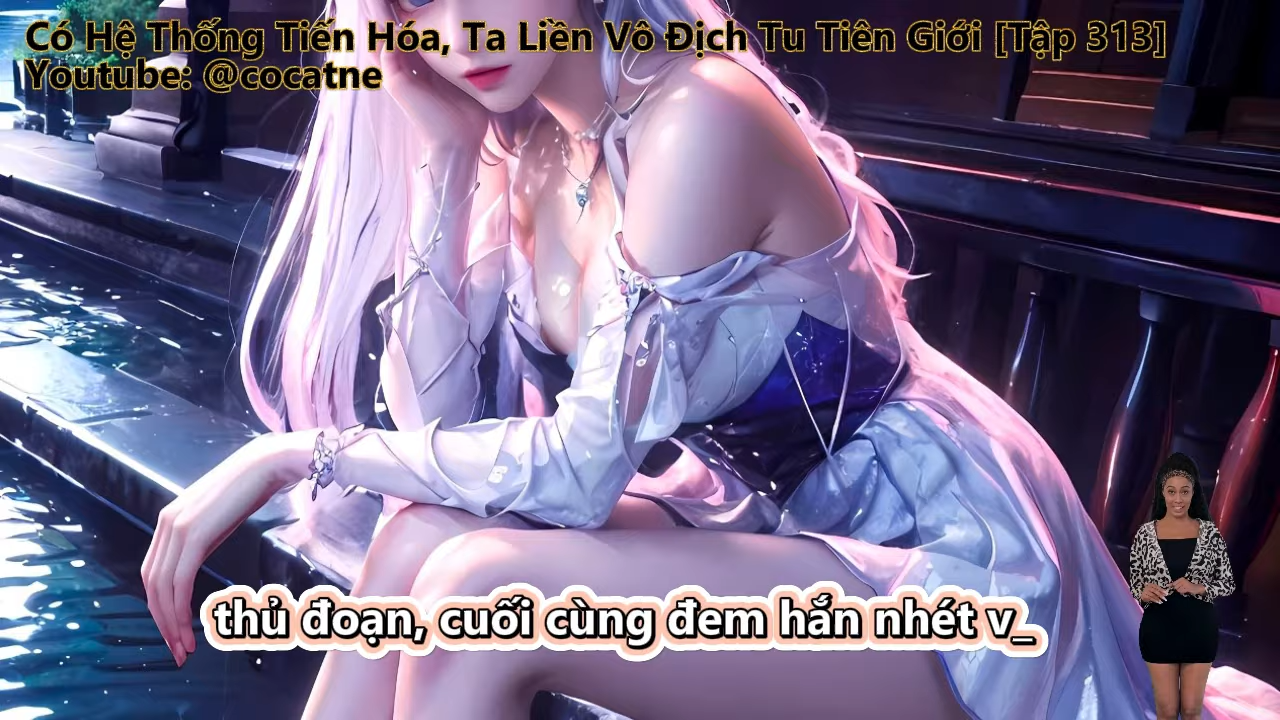 Có Hệ Thống Tiến Hóa, Ta Liền Vô Địch Tu Tiên Giới [Tập 313]
Youtube: @cocatne
thủ đoạn, cuối cùng đem hắn nhét v_